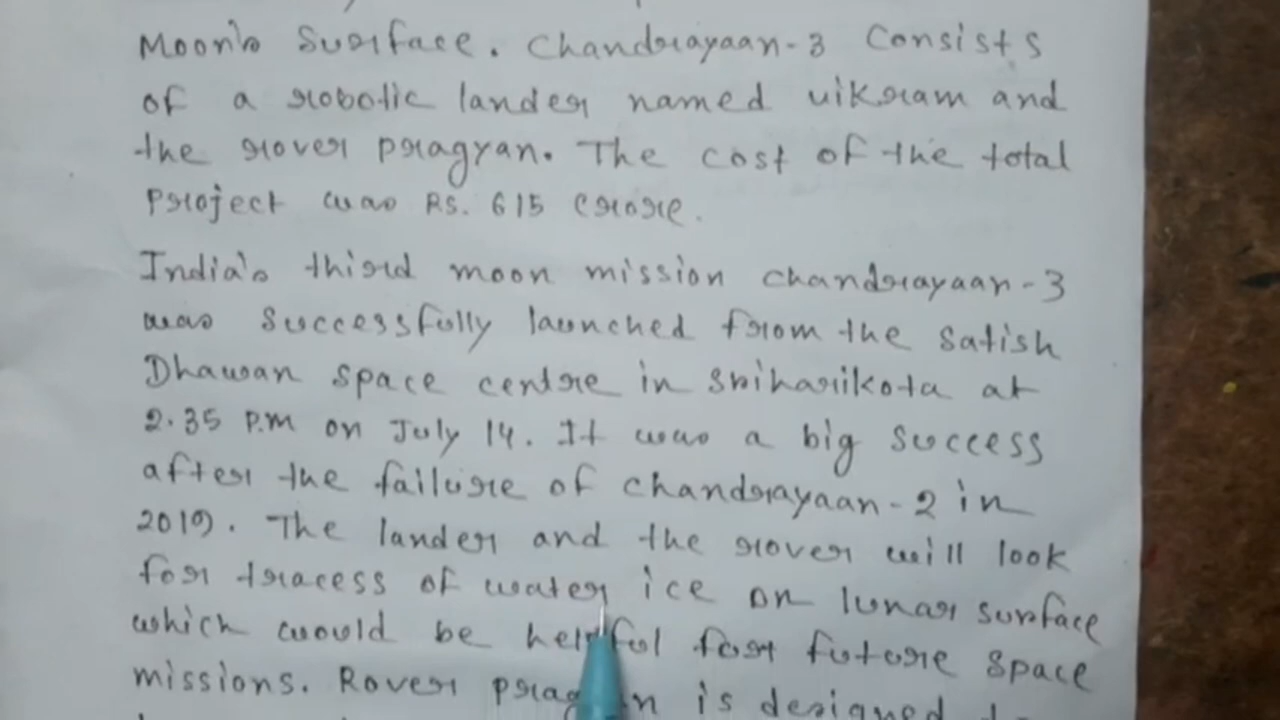 Moon's Surface. Chandrayaan-3 Consists
of a robotic lander named vikram and
the rover pragyan. The cost of the total
Project was Rs. 615 crore.
India's third moon mission chandrayaan-3
was successfully launched from the Satish
Dhawan space centre in Sriharikota at
2.35 P.M on July 14. It was a big success
after the failure of chandrayaan-2 in
2019. The lander and the rover will look
for tracess of water ice on lunar surface
which would be helpful for future space
missions. Rover is designed